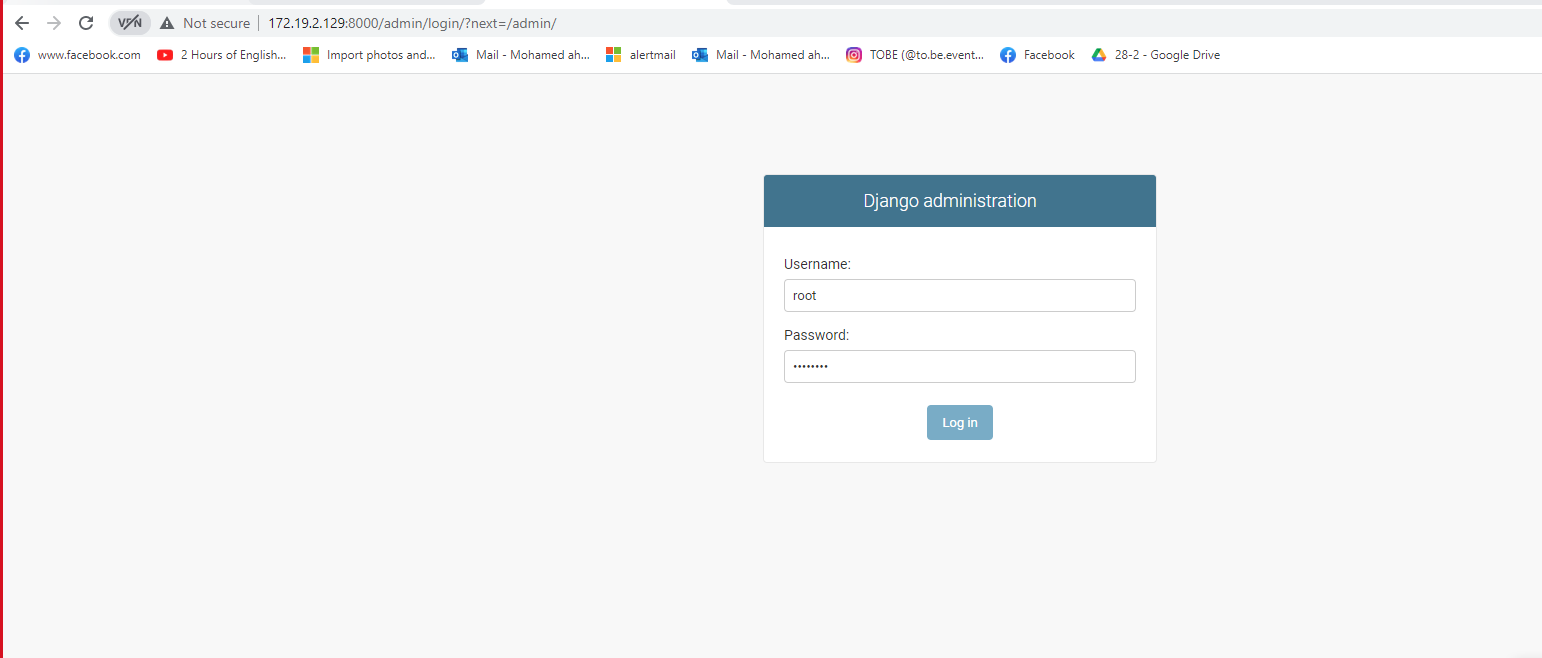 VPN Not secure 172.19.2.129:8000/admin/login/?next=/admin/
www.facebook.com 2 Hours of English... Import photos and... Mail - Mohamed ah... alertmail Mail - Mohamed ah... TOBE (@to.be.event... Facebook 28-2 - Google Drive
Django administration
Username:
root
Password:
••••••••
Log in